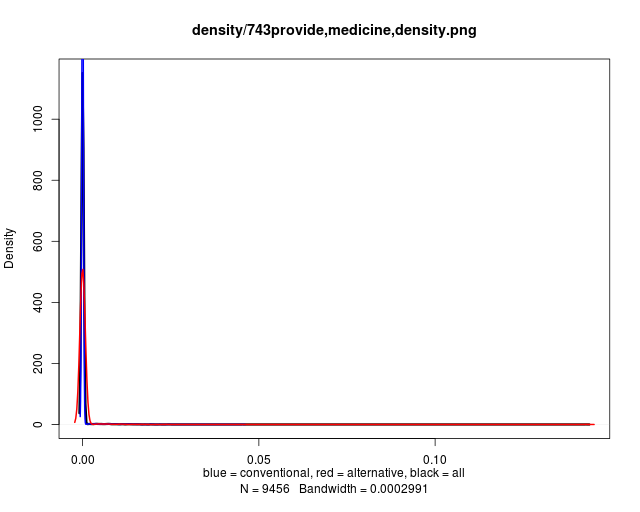 density/743provide,medicine,density.png
Density
0 200 400 600 800 1000
0.00 0.05 0.10
blue = conventional, red = alternative, black = all
N = 9456 Bandwidth = 0.0002991